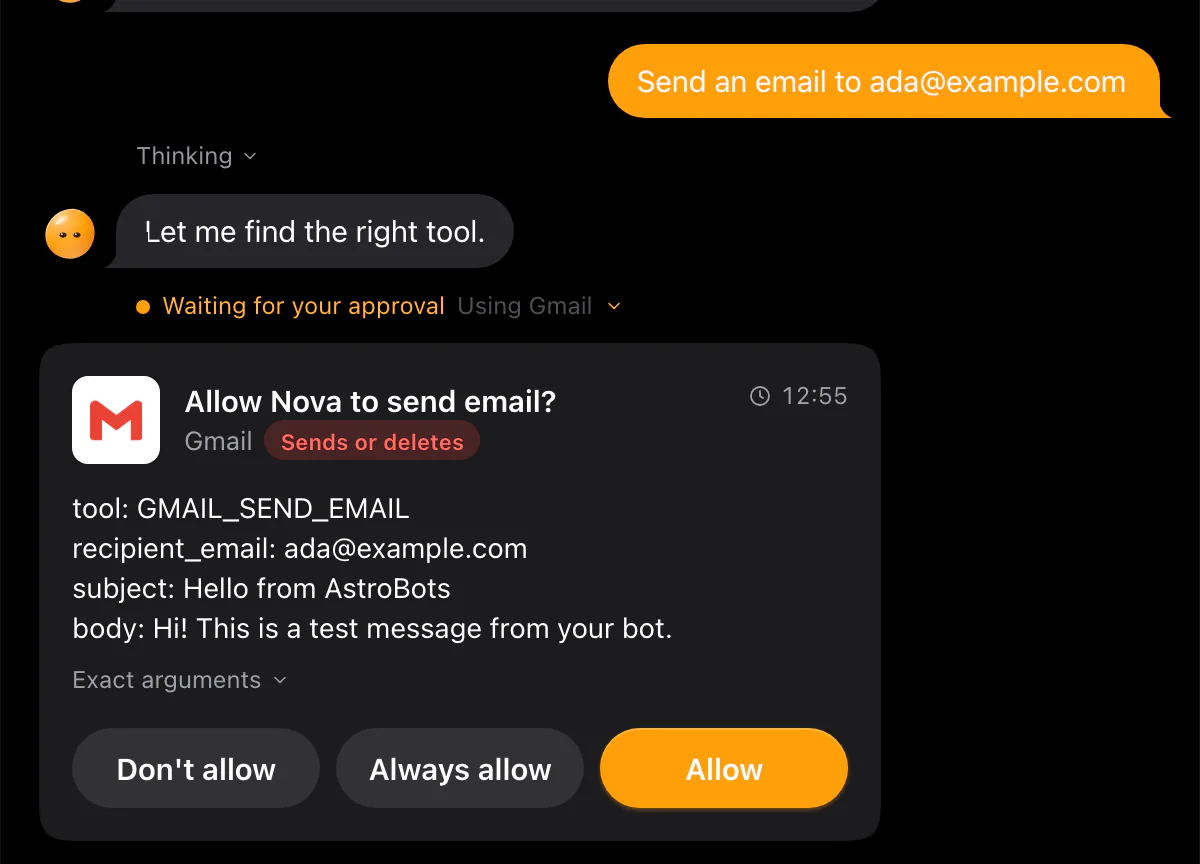 Send an email to ada@example.com
Thinking
Let me find the right tool.
Waiting for your approval Using Gmail
Allow Nova to send email?
12:55
Gmail Sends or deletes
tool: GMAIL_SEND_EMAIL
recipient_email: ada@example.com
subject: Hello from AstroBots
body: Hi! This is a test message from your bot.
Exact arguments
Don't allow
Always allow
Allow